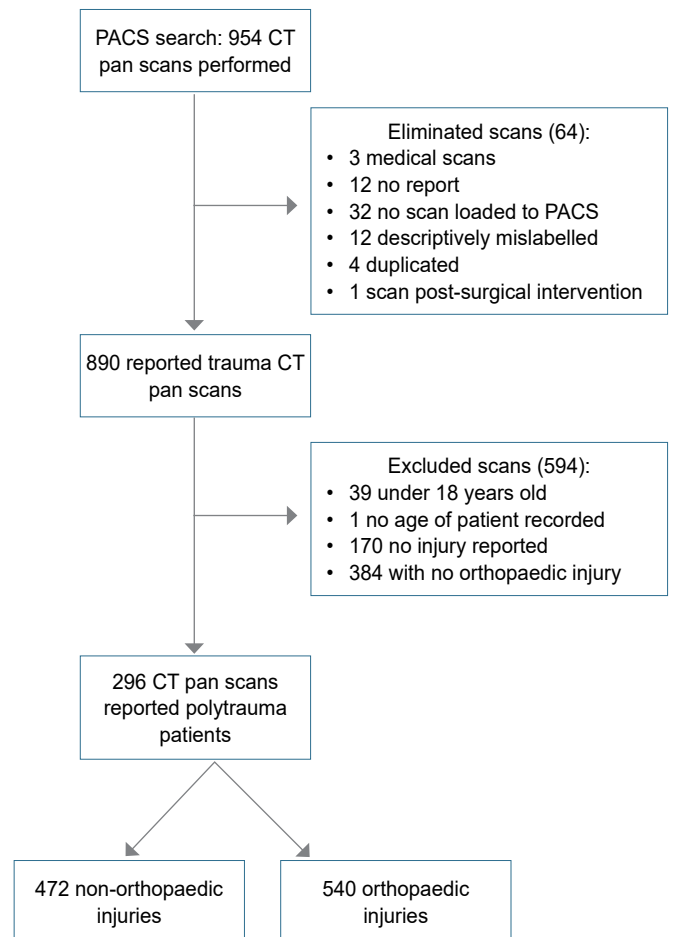 PACS search: 954 CT
pan scans performed
Eliminated scans (64):
• 3 medical scans
• 12 no report
• 32 no scan loaded to PACS
• 12 descriptively mislabelled
• 4 duplicated
• 1 scan post-surgical intervention
890 reported trauma CT
pan scans
Excluded scans (594):
• 39 under 18 years old
• 1 no age of patient recorded
• 170 no injury reported
• 384 with no orthopaedic injury
296 CT pan scans
reported polytrauma
patients
472 non-orthopaedic
injuries
540 orthopaedic
injuries